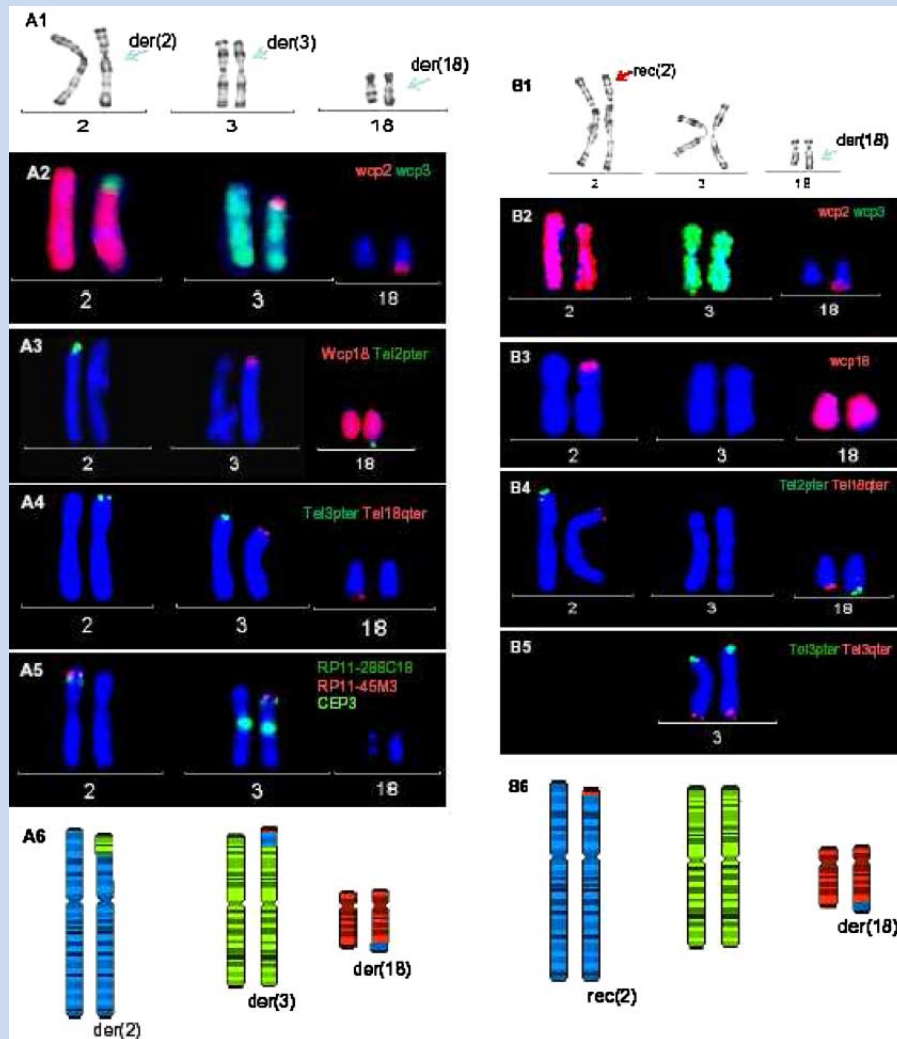 A1
der(2)
der(3)
der(18)
2
3
18
A2
wcp2 wcp3
2
3
18
A3
Wcp18 Tel2pter
2
3
18
A4
Tel3pter Tel18qter
2
3
18
A5
RP11-288C18
RP11-45M3
CEP3
2
3
18
A6
der(2)
der(3)
der(18)
B1
rec(2)
der(18)
2
3
18
B2
wcp2 wcp3
2
3
18
B3
wcp18
2
3
18
B4
Tel2pter Tel18qter
2
3
18
B5
Tel3pter Tel3qter
3
B6
rec(2)
der(18)